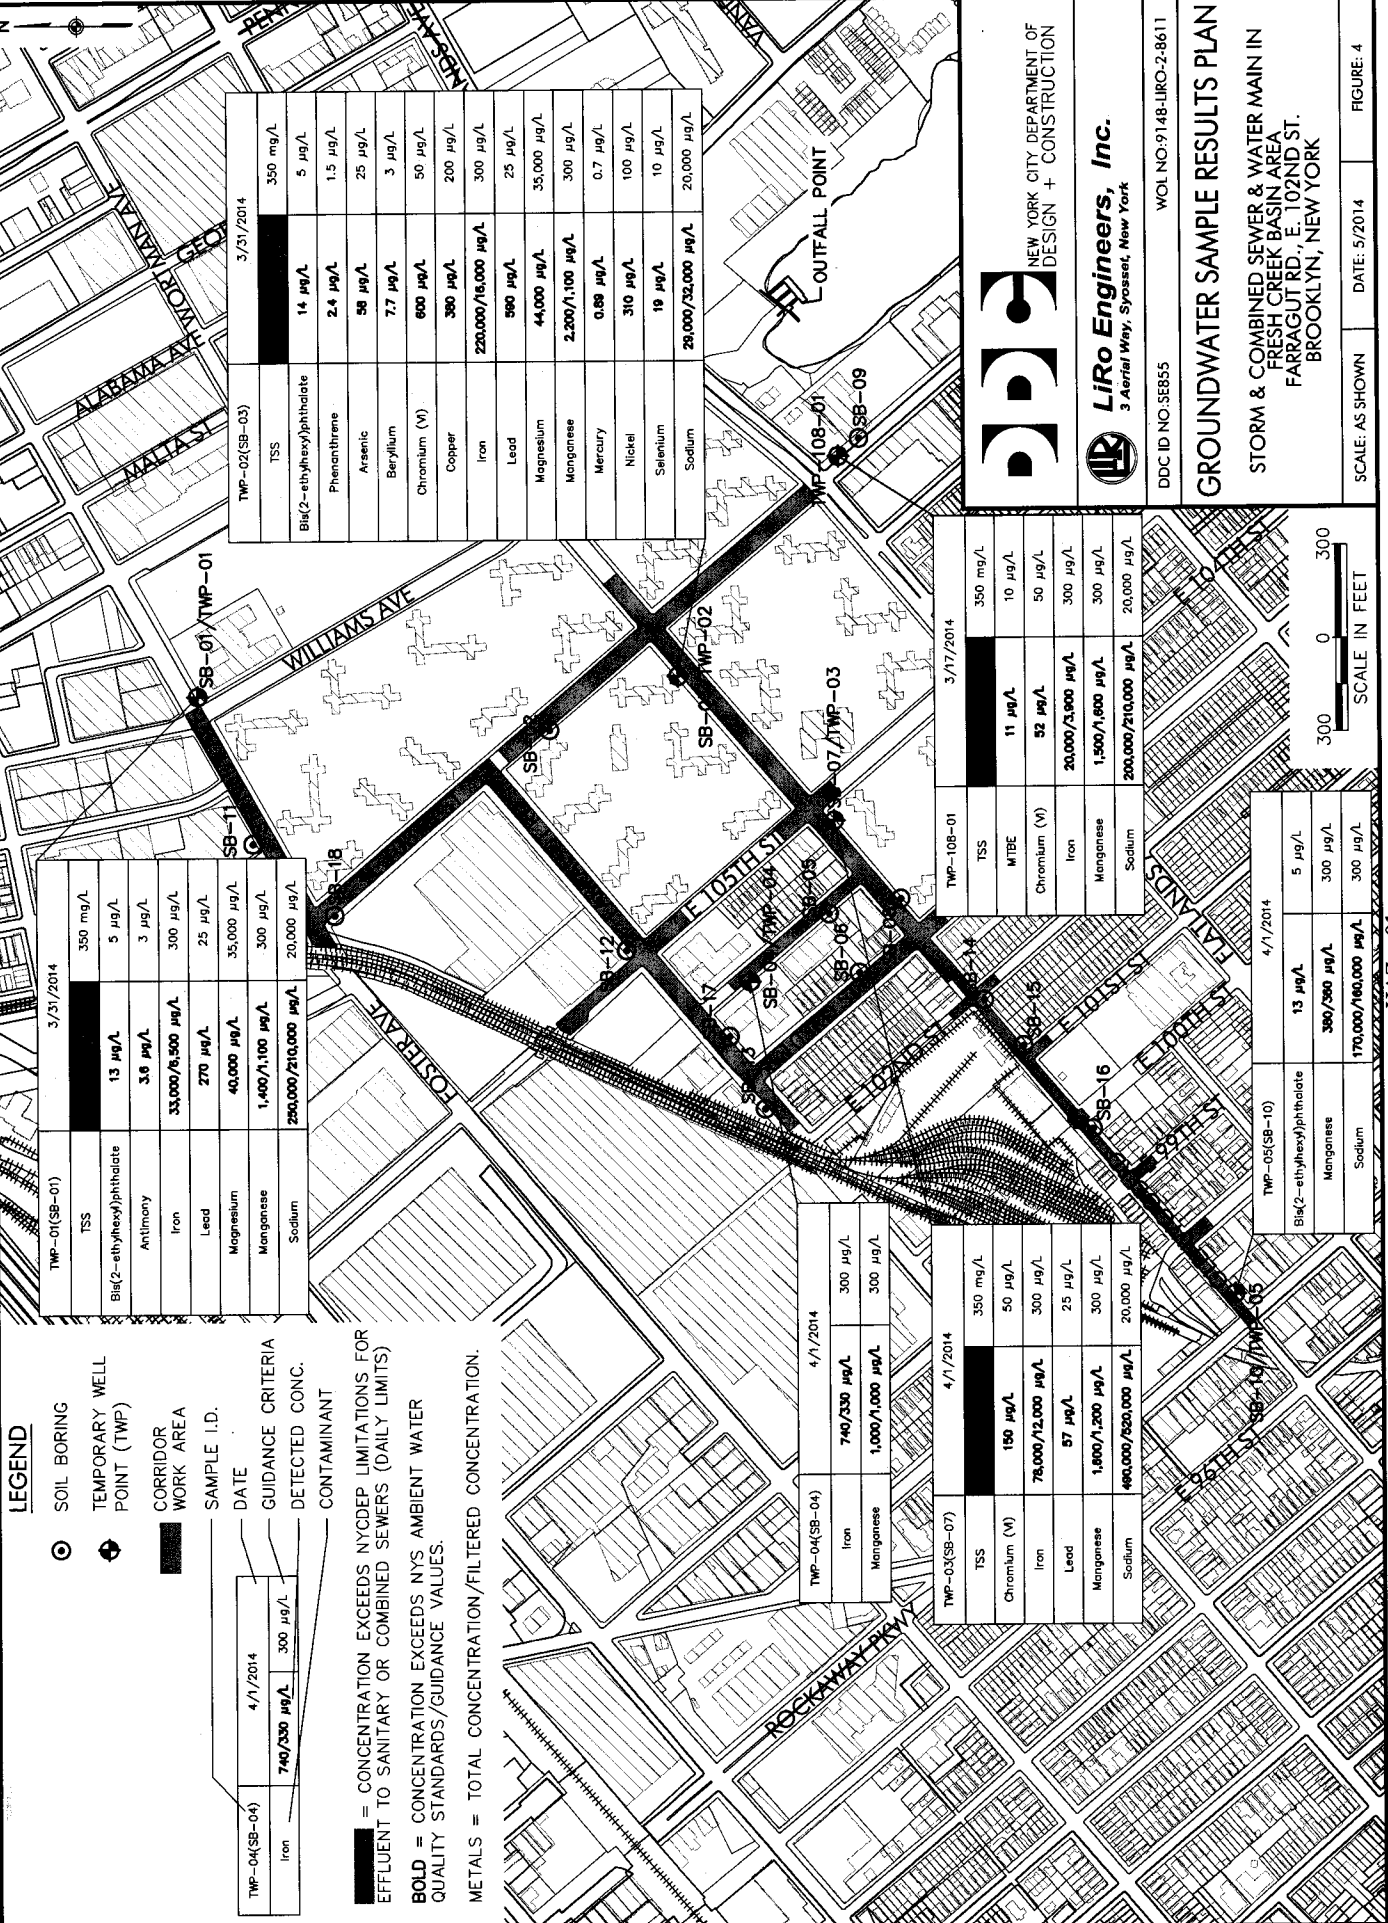 LEGEND
SOIL BORING
TEMPORARY WELL
POINT (TWP)
CORRIDOR
WORK AREA
SAMPLE I.D.
DATE
GUIDANCE CRITERIA
DETECTED CONC.
CONTAMINANT
TWP-04(SB-04) 4/1/2014
Iron 740/330 µg/L 300 µg/L
= CONCENTRATION EXCEEDS NYCDEP LIMITATIONS FOR
EFFLUENT TO SANITARY OR COMBINED SEWERS (DAILY LIMITS)
BOLD = CONCENTRATION EXCEEDS NYS AMBIENT WATER
QUALITY STANDARDS/GUIDANCE VALUES.
METALS = TOTAL CONCENTRATION/FILTERED CONCENTRATION.
TWP-01(SB-01) 3/31/2014
TSS 350 mg/L
Bis(2-ethylhexyl)phthalate 13 µg/L 5 µg/L
Antimony 3.6 µg/L 3 µg/L
Iron 33,000/6,500 µg/L 300 µg/L
Lead 270 µg/L 25 µg/L
Magnesium 40,000 µg/L 35,000 µg/L
Manganese 1,400/1,100 µg/L 300 µg/L
Sodium 250,000/210,000 µg/L 20,000 µg/L
TWP-02(SB-03) 3/31/2014
TSS 350 mg/L
Bis(2-ethylhexyl)phthalate 14 µg/L 5 µg/L
Phenanthrene 2.4 µg/L 1.5 µg/L
Arsenic 58 µg/L 25 µg/L
Beryllium 7.7 µg/L 3 µg/L
Chromium (VI) 600 µg/L 50 µg/L
Copper 380 µg/L 200 µg/L
Iron 220,000/16,000 µg/L 300 µg/L
Lead 590 µg/L 25 µg/L
Magnesium 44,000 µg/L 35,000 µg/L
Manganese 2,200/1,100 µg/L 300 µg/L
Mercury 0.89 µg/L 0.7 µg/L
Nickel 310 µg/L 100 µg/L
Selenium 19 µg/L 10 µg/L
Sodium 29,000/32,000 µg/L 20,000 µg/L
TWP-04(SB-04) 4/1/2014
Iron 740/330 µg/L 300 µg/L
Manganese 1,000/1,000 µg/L 300 µg/L
TWP-03(SB-07) 4/1/2014
TSS 350 mg/L
Chromium (VI) 150 µg/L 50 µg/L
Iron 78,000/12,000 µg/L 300 µg/L
Lead 57 µg/L 25 µg/L
Manganese 1,800/1,200 µg/L 300 µg/L
Sodium 490,000/520,000 µg/L 20,000 µg/L
TWP-108-01 3/17/2014
TSS 350 mg/L
MTBE 11 µg/L 10 µg/L
Chromium (VI) 52 µg/L 50 µg/L
Iron 20,000/3,900 µg/L 300 µg/L
Manganese 1,500/1,600 µg/L 300 µg/L
Sodium 200,000/210,000 µg/L 20,000 µg/L
TWP-05(SB-10) 4/1/2014
Bis(2-ethylhexyl)phthalate 13 µg/L 5 µg/L
Manganese 380/360 µg/L 300 µg/L
Sodium 170,000/160,000 µg/L 300 µg/L
ALABAMA AVE
WORTMAN AVE
MALTA ST
WILLIAMS AVE
FOSTER AVE
E 105TH ST
E 102ND ST
E 101ST ST
E 100TH ST
E 99TH ST
E 96TH ST
E 104TH ST
FLATLANDS
ROCKAWAY PKWY
SB-01/TWP-01
SB-11
SB-18
SB-12
SB-17
TWP-02
SB-07/TWP-03
TWP-04
SB-05
SB-06
SB-14
SB-15
SB-16
SB-10/TWP-05
TWP-108-01
SB-09
OUTFALL POINT
300 0 300
SCALE IN FEET
DDC
NEW YORK CITY DEPARTMENT OF
DESIGN + CONSTRUCTION
LiRo Engineers, Inc.
3 Aerial Way, Syosset, New York
DDC ID NO:SE855 WOL NO:9148-LIRO-2-8611
GROUNDWATER SAMPLE RESULTS PLAN
STORM & COMBINED SEWER & WATER MAIN IN
FRESH CREEK BASIN AREA
FARRAGUT RD., E. 102ND ST.
BROOKLYN, NEW YORK
SCALE: AS SHOWN DATE: 5/2014 FIGURE: 4